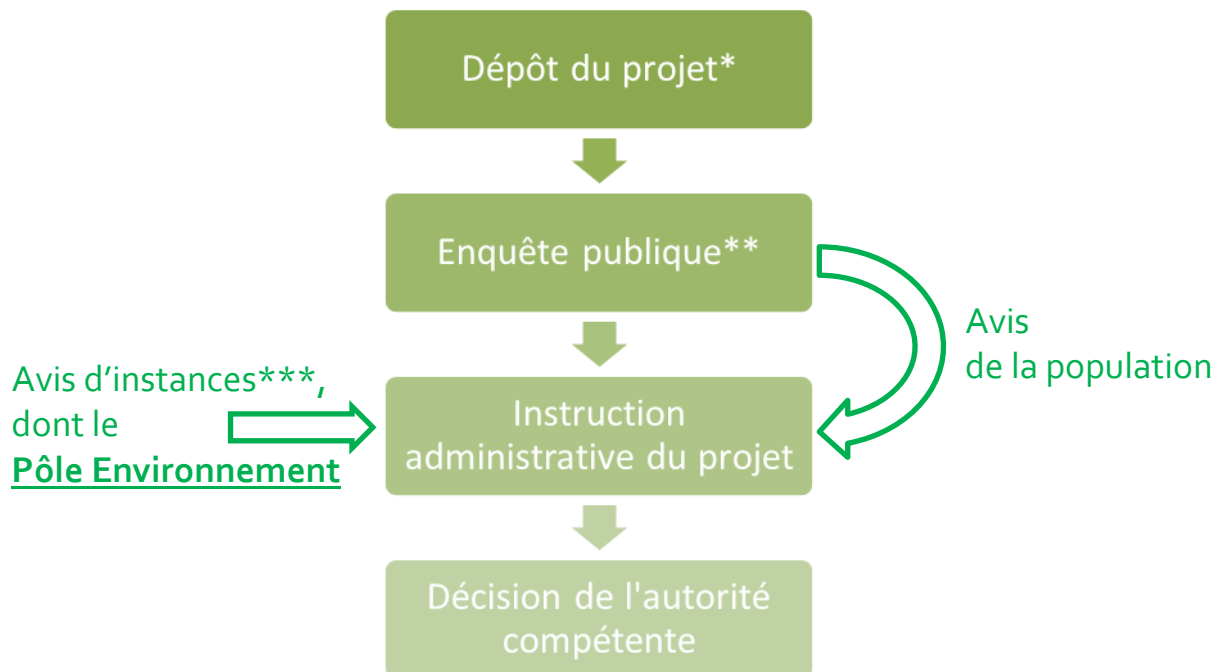 Dépôt du projet*
Enquête publique**
Avis
de la population
Avis d’instances***,
dont le
Pôle Environnement
Instruction
administrative du projet
Décision de l'autorité
compétente